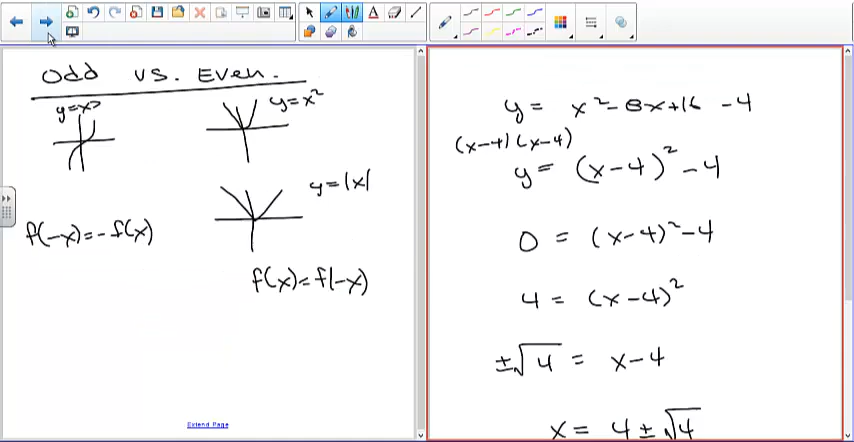 Odd vs. Even.
y=x³
y=x²
y=|x|
f(-x)=-f(x)
f(x)=f(-x)
Extend Page
y= x²-8x+16 -4
(x-4)(x-4)
y= (x-4)²-4
0 = (x-4)²-4
4 = (x-4)²
±√4 = x-4
x= 4±√4